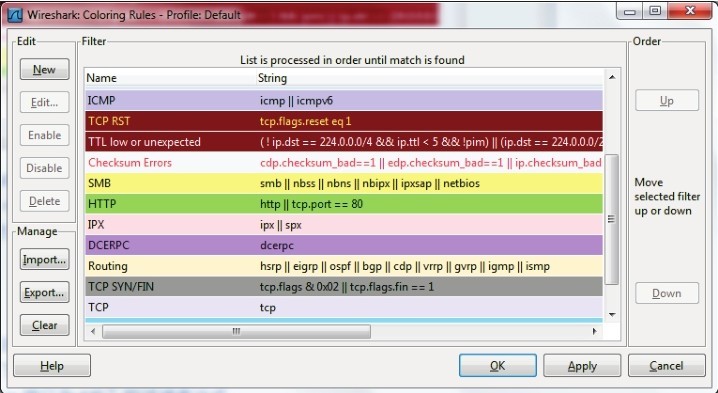 Wireshark: Coloring Rules - Profile: Default
Edit
New
Edit...
Enable
Disable
Delete
Manage
Import...
Export...
Clear
Filter
List is processed in order until match is found
Name String
ICMP icmp || icmpv6
TCP RST tcp.flags.reset eq 1
TTL low or unexpected ( ! ip.dst == 224.0.0.0/4 && ip.ttl < 5 && !pim) || (ip.dst == 224.0.0.0/2
Checksum Errors cdp.checksum_bad==1 || edp.checksum_bad==1 || ip.checksum_bad
SMB smb || nbss || nbns || nbipx || ipxsap || netbios
HTTP http || tcp.port == 80
IPX ipx || spx
DCERPC dcerpc
Routing hsrp || eigrp || ospf || bgp || cdp || vrrp || gvrp || igmp || ismp
TCP SYN/FIN tcp.flags & 0x02 || tcp.flags.fin == 1
TCP tcp
Order
Up
Move
selected filter
up or down
Down
Help OK Apply Cancel